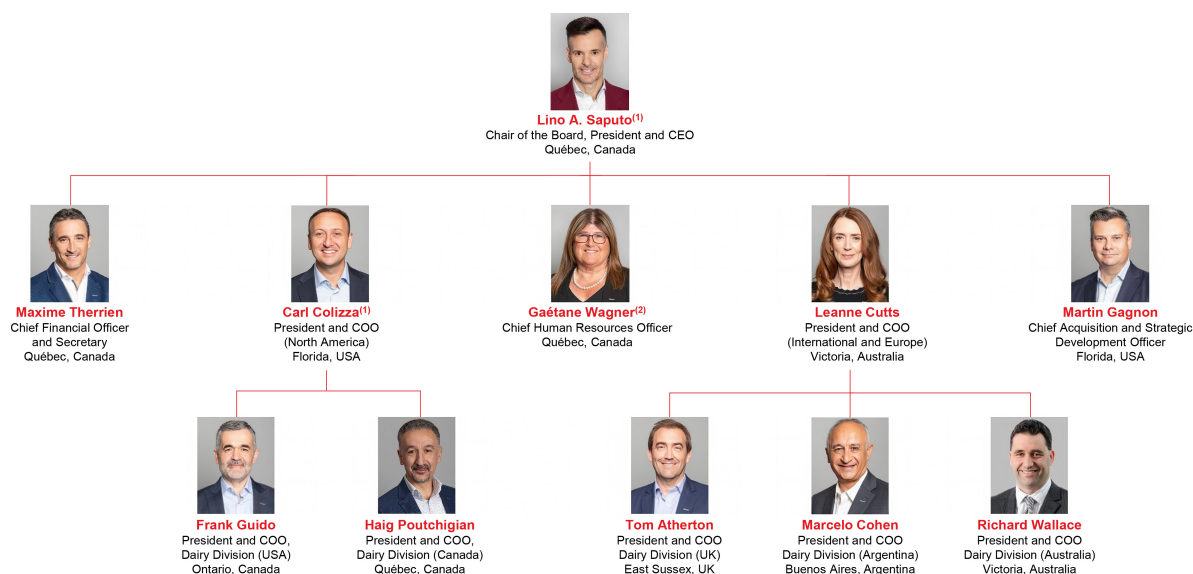 Lino A. Saputo(1)
Chair of the Board, President and CEO
Québec, Canada
Maxime Therrien
Chief Financial Officer
and Secretary
Québec, Canada
Carl Colizza(1)
President and COO
(North America)
Florida, USA
Gaétane Wagner(2)
Chief Human Resources Officer
Québec, Canada
Leanne Cutts
President and COO
(International and Europe)
Victoria, Australia
Martin Gagnon
Chief Acquisition and Strategic
Development Officer
Florida, USA
Frank Guido
President and COO,
Dairy Division (USA)
Ontario, Canada
Haig Poutchigian
President and COO,
Dairy Division (Canada)
Québec, Canada
Tom Atherton
President and COO
Dairy Division (UK)
East Sussex, UK
Marcelo Cohen
President and COO
Dairy Division (Argentina)
Buenos Aires, Argentina
Richard Wallace
President and COO
Dairy Division (Australia)
Victoria, Australia